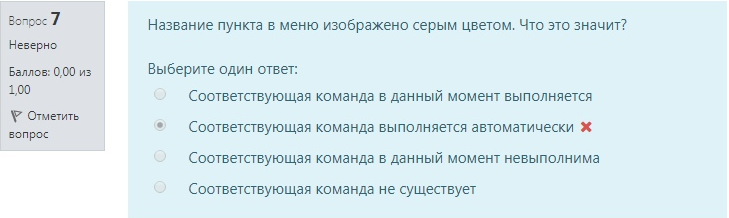 Вопрос 7
Неверно
Баллов: 0,00 из
1,00
Отметить
вопрос
Название пункта в меню изображено серым цветом. Что это значит?
Выберите один ответ:
Соответствующая команда в данный момент выполняется
Соответствующая команда выполняется автоматически
Соответствующая команда в данный момент невыполнима
Соответствующая команда не существует